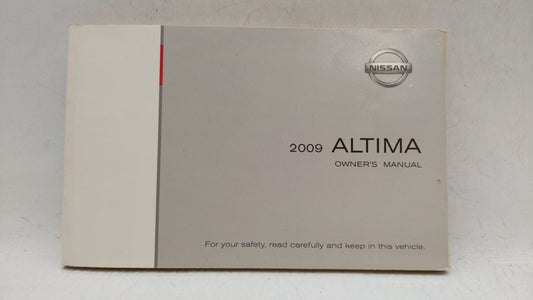 NISSAN
2009 ALTIMA
OWNER'S MANUAL
For your safety, read carefully and keep in this vehicle.